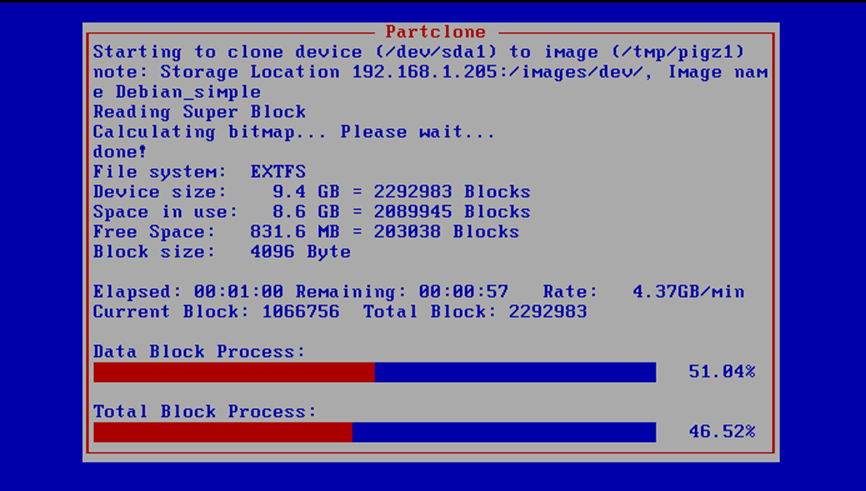 Partclone
Starting to clone device (/dev/sda1) to image (/tmp/pigz1)
note: Storage Location 192.168.1.205:/images/dev/, Image nam
e Debian_simple
Reading Super Block
Calculating bitmap... Please wait...
done!
File system:  EXTFS
Device size:    9.4 GB = 2292983 Blocks
Space in use:   8.6 GB = 2089945 Blocks
Free Space:   831.6 MB = 203038 Blocks
Block size:   4096 Byte
Elapsed: 00:01:00 Remaining: 00:00:57   Rate:   4.37GB/min
Current Block: 1066756  Total Block: 2292983
Data Block Process:
51.04%
Total Block Process:
46.52%